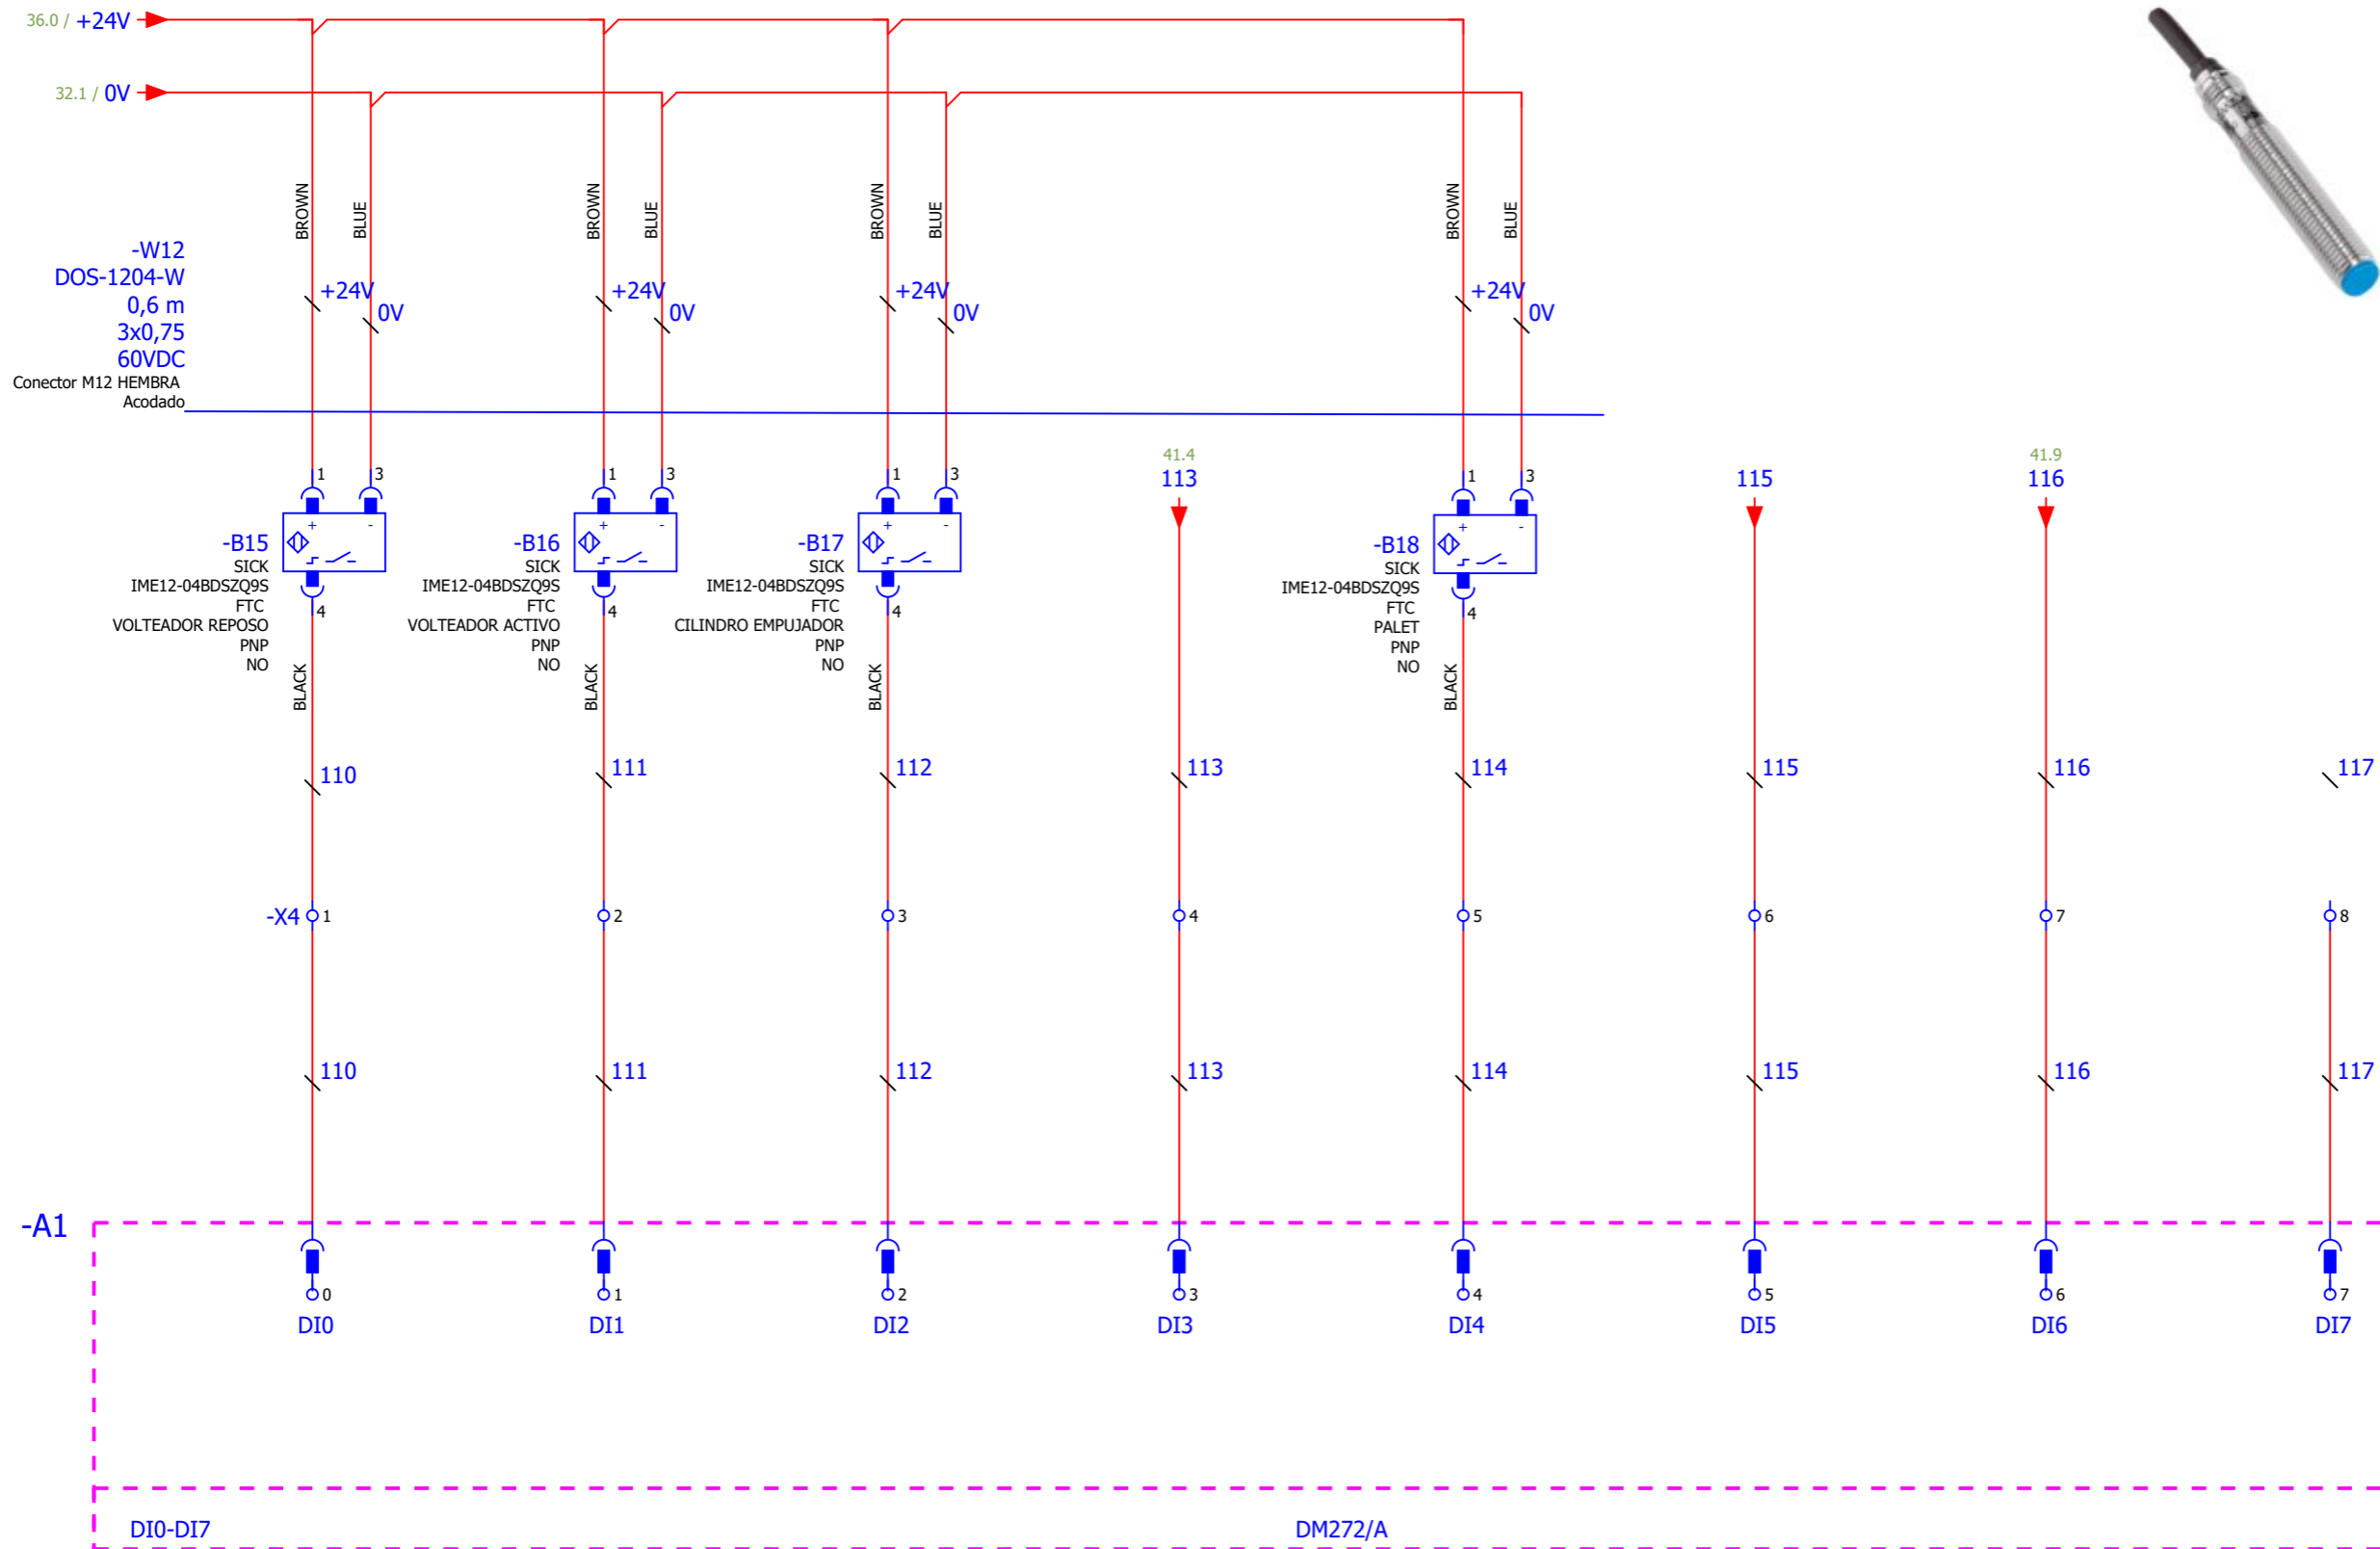 36.0 / +24V
32.1 / 0V
BROWN BLUE BROWN BLUE BROWN BLUE BROWN BLUE
-W12
DOS-1204-W
0,6 m
3x0,75
60VDC
Conector M12 HEMBRA
Acodado
+24V 0V +24V 0V +24V 0V +24V 0V
41.4 41.9
113 115 116
1 3 1 3 1 3 1 3
+ - + - + - + -
-B15
SICK
IME12-04BDSZQ9S
FTC
VOLTEADOR REPOSO
PNP
NO
4
-B16
SICK
IME12-04BDSZQ9S
FTC
VOLTEADOR ACTIVO
PNP
NO
4
-B17
SICK
IME12-04BDSZQ9S
FTC
CILINDRO EMPUJADOR
PNP
NO
4
-B18
SICK
IME12-04BDSZQ9S
FTC
PALET
PNP
NO
4
BLACK BLACK BLACK BLACK
110 111 112 113 114 115 116 117
-X4 1 2 3 4 5 6 7 8
110 111 112 113 114 115 116 117
-A1
0 1 2 3 4 5 6 7
DI0 DI1 DI2 DI3 DI4 DI5 DI6 DI7
DI0-DI7 DM272/A